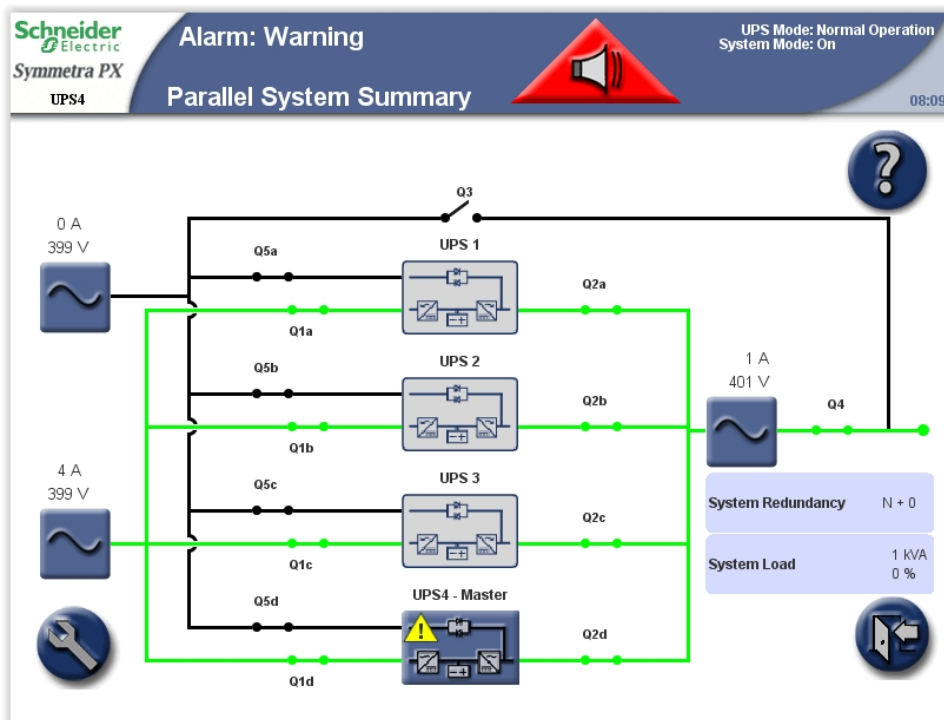 Schneider
Electric
Symmetra PX
UPS4
Alarm: Warning
Parallel System Summary
UPS Mode: Normal Operation
System Mode: On
08:09
?
Q3
0 A
399 V
Q5a
UPS 1
Q2a
Q1a
Q5b
UPS 2
Q2b
Q1b
1 A
401 V
Q4
4 A
399 V
Q5c
UPS 3
Q2c
Q1c
System Redundancy N + 0
System Load 1 kVA
0 %
Q5d
UPS4 - Master
Q2d
!
Q1d